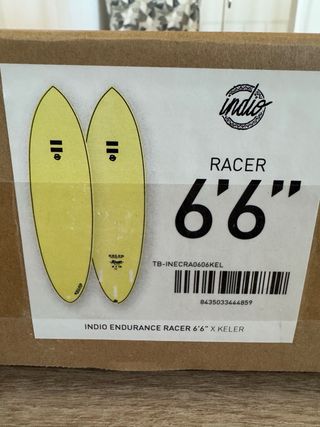 indio
RACER
6'6"
TB-INECRA0606KEL
8435033444859
INDIO ENDURANCE RACER 6'6" X KELER